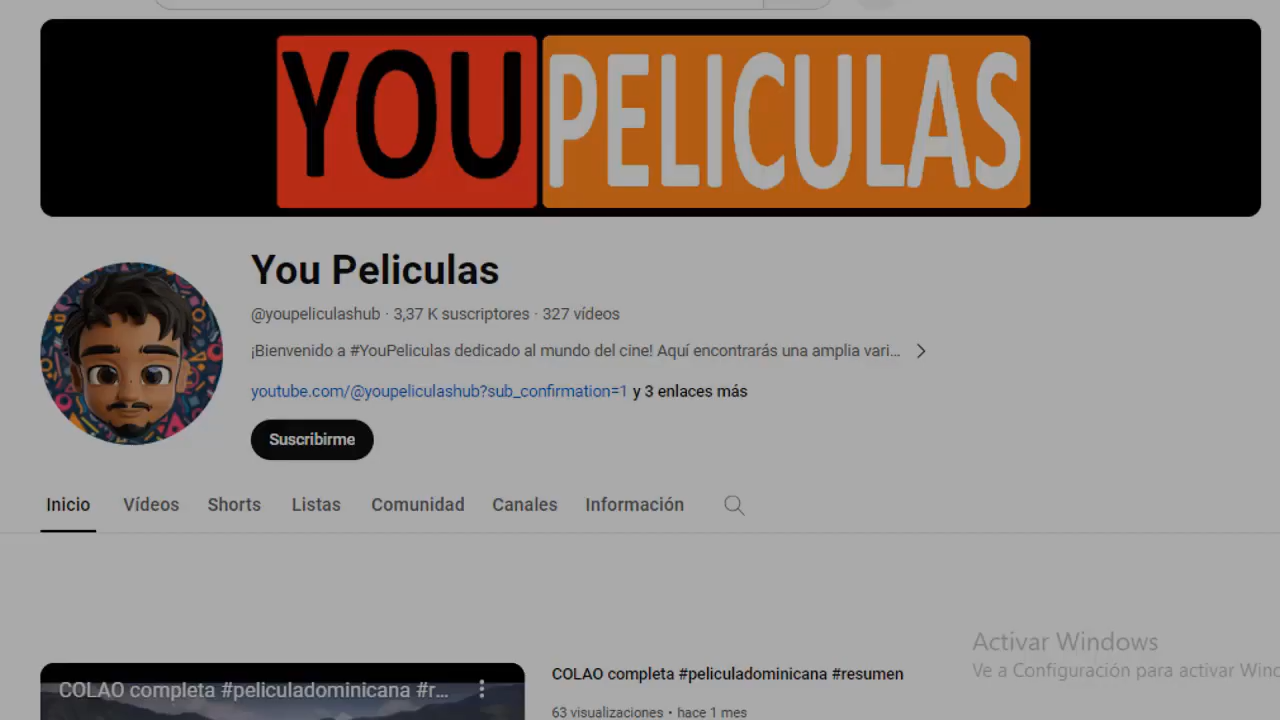 YOU PELICULAS
You Peliculas
@youpeliculashub · 3,37 K suscriptores · 327 vídeos
¡Bienvenido a #YouPeliculas dedicado al mundo del cine! Aquí encontrarás una amplia vari...
youtube.com/@youpeliculashub?sub_confirmation=1 y 3 enlaces más
Suscribirme
Inicio Vídeos Shorts Listas Comunidad Canales Información
Activar Windows
Ve a Configuración para activar Winc
COLAO completa #peliculadominicana #r...
COLAO completa #peliculadominicana #resumen
63 visualizaciones • hace 1 mes